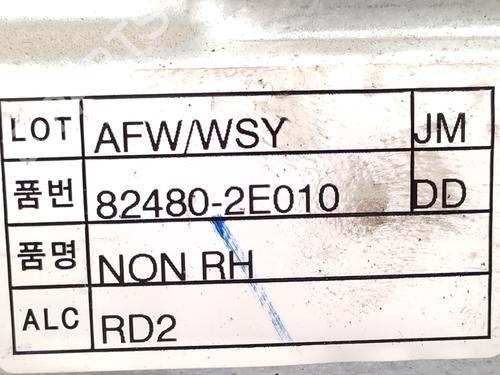 LOT AFW/WSY JM
품번 82480-2E010 DD
품명 NON RH
ALC RD2